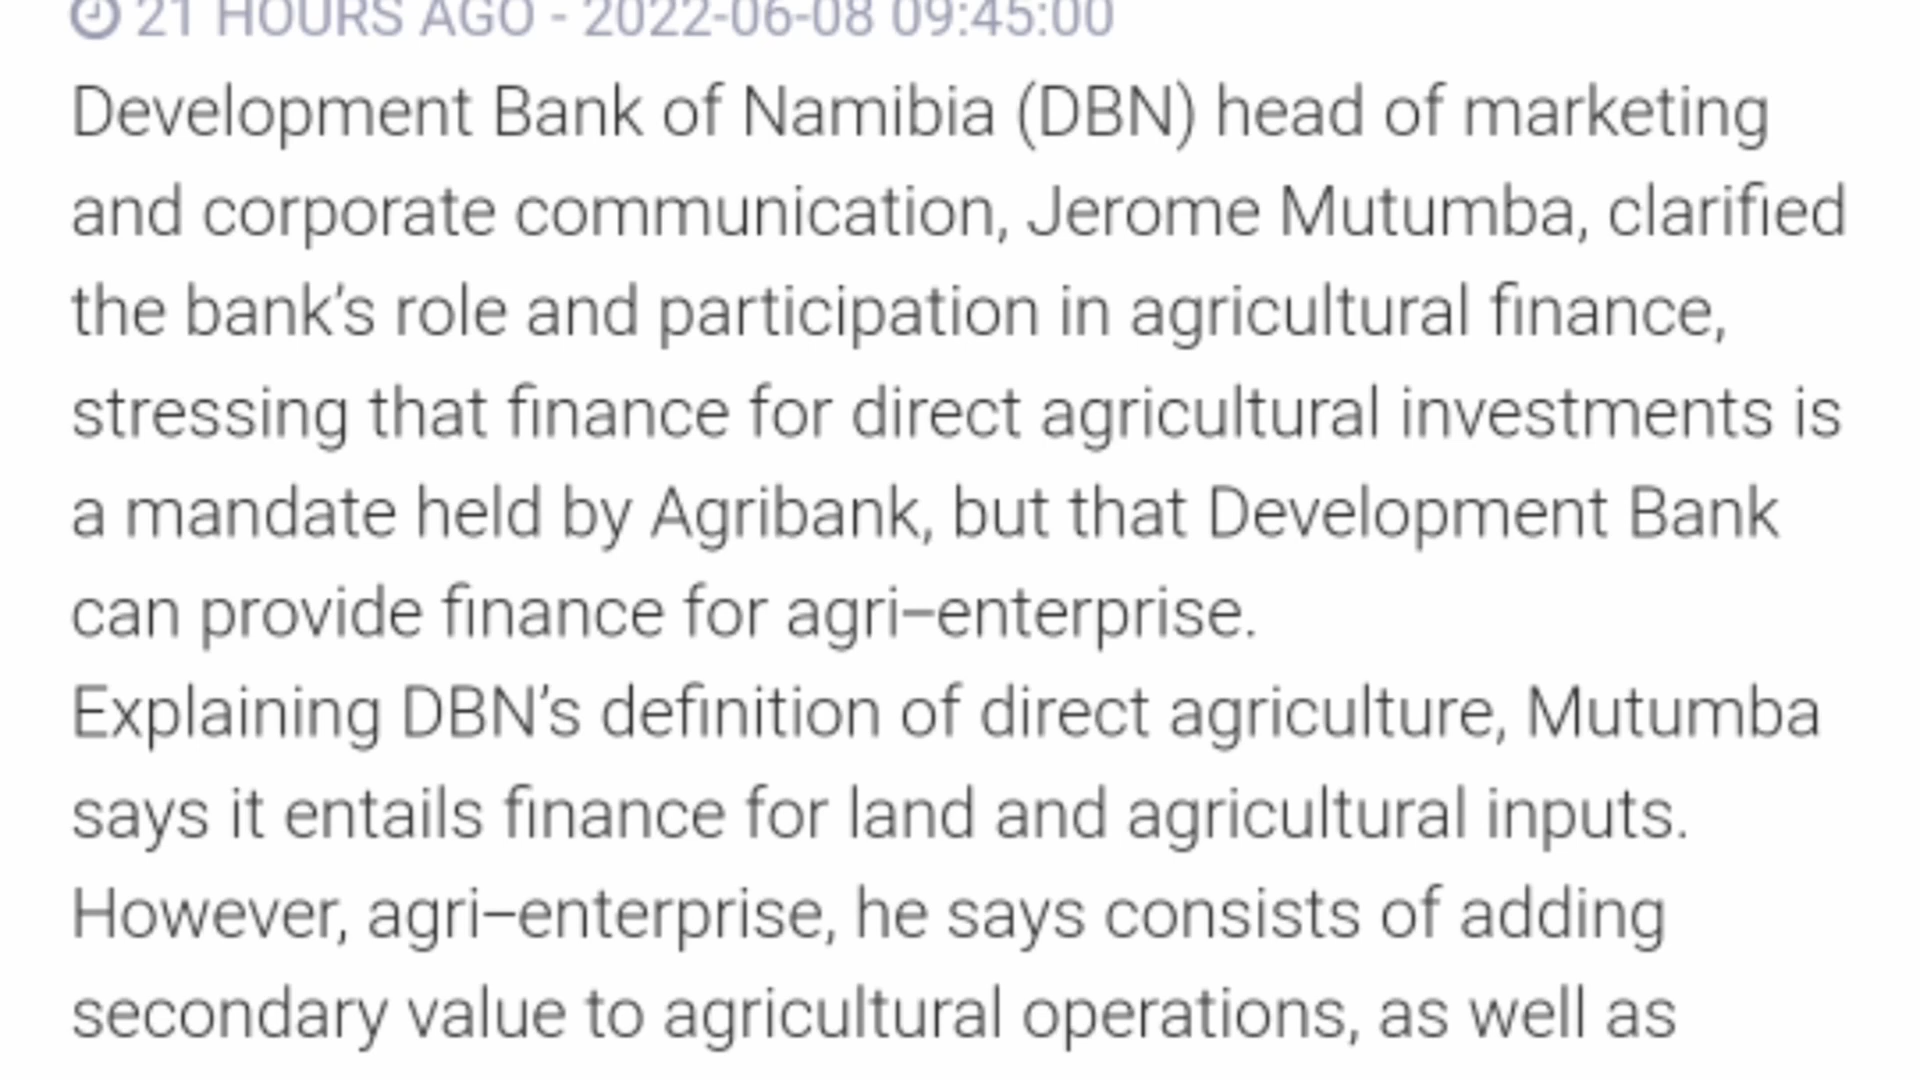 21 HOURS AGO - 2022-06-08 09:45:00
Development Bank of Namibia (DBN) head of marketing
and corporate communication, Jerome Mutumba, clarified
the bank’s role and participation in agricultural finance,
stressing that finance for direct agricultural investments is
a mandate held by Agribank, but that Development Bank
can provide finance for agri–enterprise.
Explaining DBN’s definition of direct agriculture, Mutumba
says it entails finance for land and agricultural inputs.
However, agri–enterprise, he says consists of adding
secondary value to agricultural operations, as well as